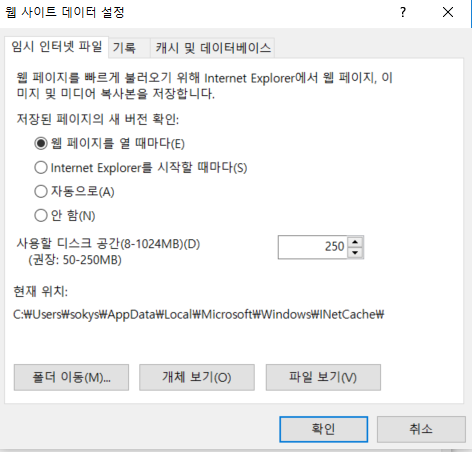 웹 사이트 데이터 설정
임시 인터넷 파일 기록 캐시 및 데이터베이스
웹 페이지를 빠르게 불러오기 위해 Internet Explorer에서 웹 페이지, 이
미지 및 미디어 복사본을 저장합니다.
저장된 페이지의 새 버전 확인:
웹 페이지를 열 때마다(E)
Internet Explorer를 시작할 때마다(S)
자동으로(A)
안 함(N)
사용할 디스크 공간(8-1024MB)(D) 250
(권장: 50-250MB)
현재 위치:
C:₩Users₩sokys₩AppData₩Local₩Microsoft₩Windows₩INetCache₩
폴더 이동(M)... 개체 보기(O) 파일 보기(V)
확인 취소